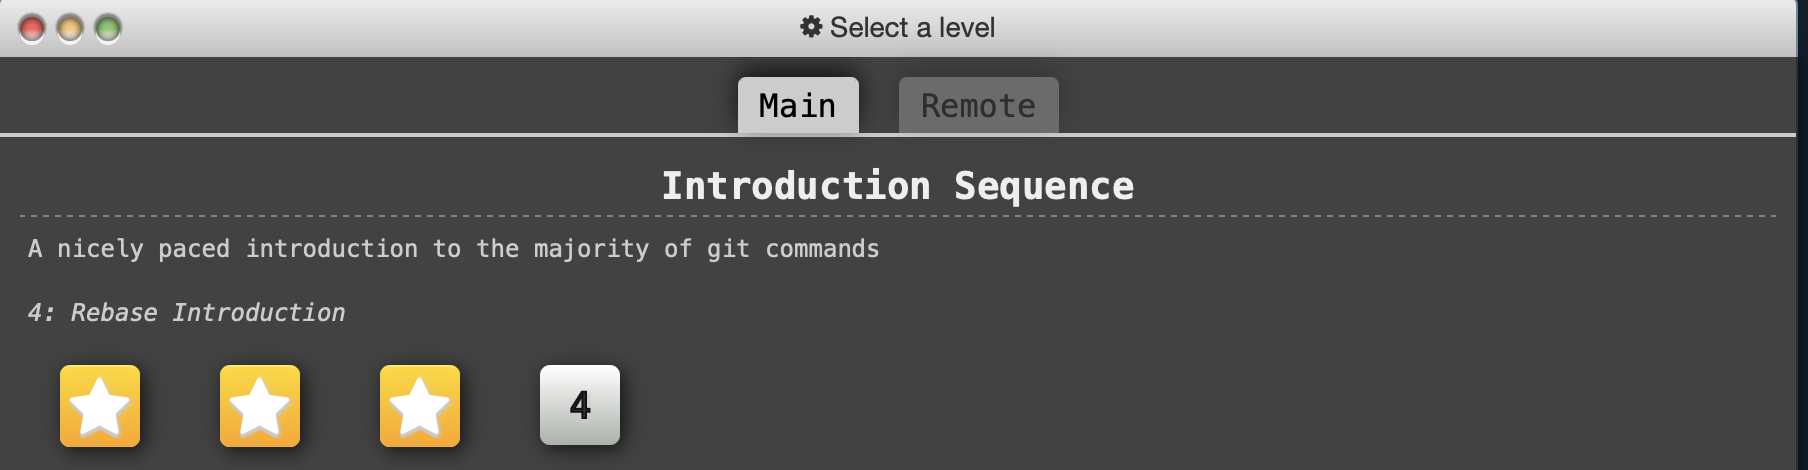 Select a level
Main
Remote
Introduction Sequence
A nicely paced introduction to the majority of git commands
4: Rebase Introduction
4